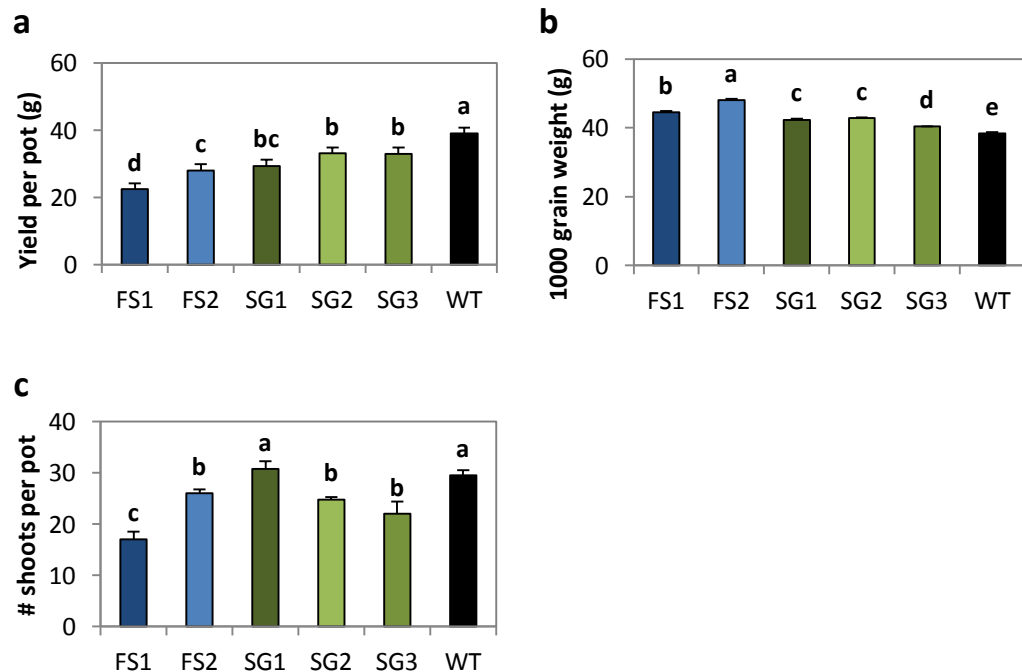 a
Yield per pot (g)
60
40
20
0
d
c
bc
b
b
a
FS1 FS2 SG1 SG2 SG3 WT
b
1000 grain weight (g)
60
40
20
0
b
a
c
c
d
e
FS1 FS2 SG1 SG2 SG3 WT
c
# shoots per pot
40
30
20
10
0
c
b
a
b
b
a
FS1 FS2 SG1 SG2 SG3 WT